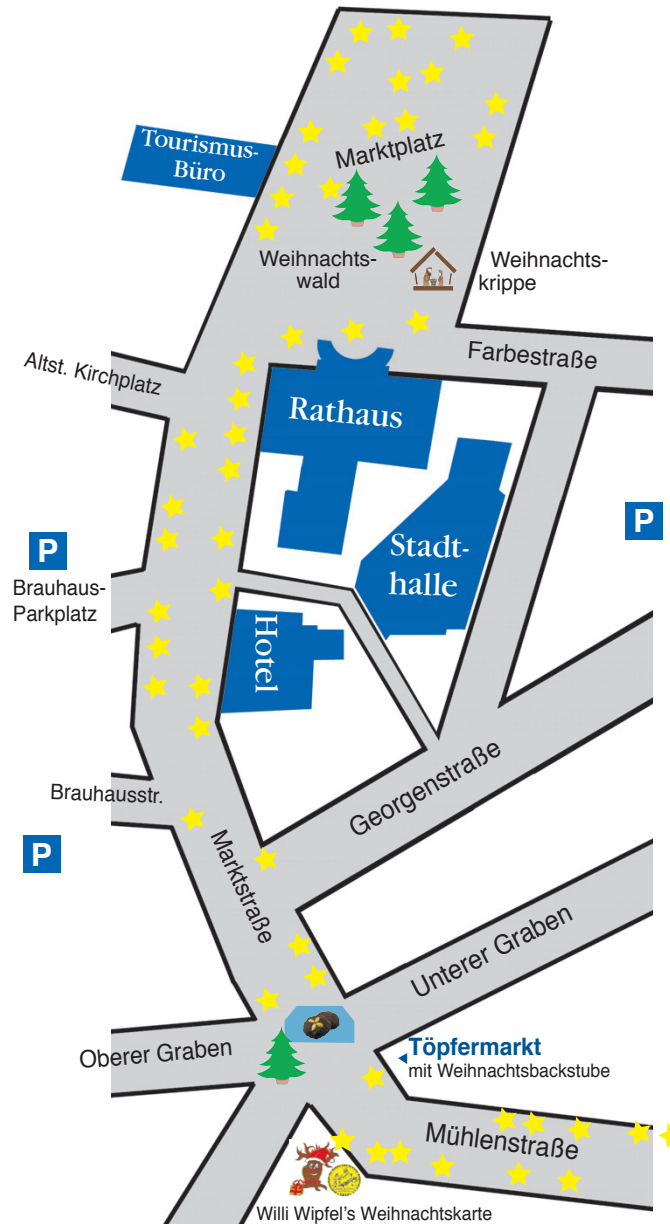 Tourismus-
Büro
Marktplatz
Weihnachts-
wald
Weihnachts-
krippe
Farbestraße
Altst. Kirchplatz
Rathaus
Stadt-
halle
P
P
Brauhaus-
Parkplatz
Hotel
Georgenstraße
Brauhausstr.
P
Marktstraße
Unterer Graben
Oberer Graben
Töpfermarkt
mit Weihnachtsbackstube
Mühlenstraße
Willi Wipfel's Weihnachtskarte